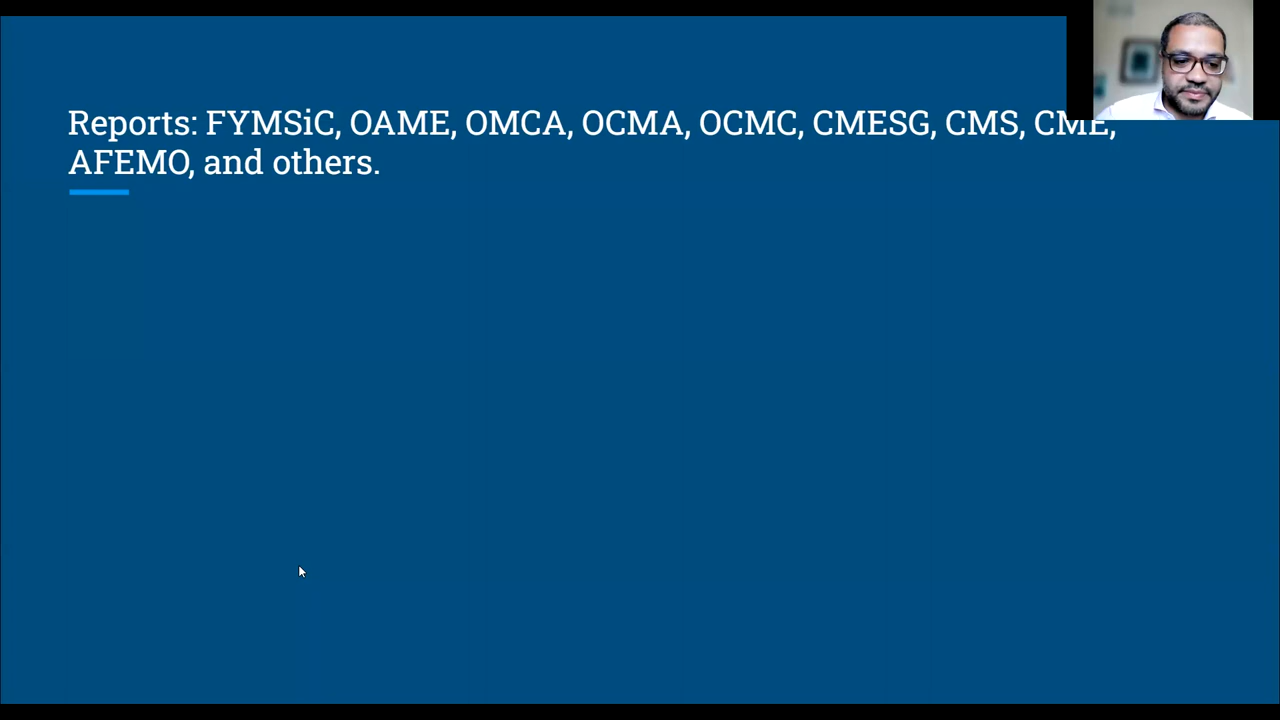 Reports: FYMSiC, OAME, OMCA, OCMA, OCMC, CMESG, CMS, CME,
AFEMO, and others.